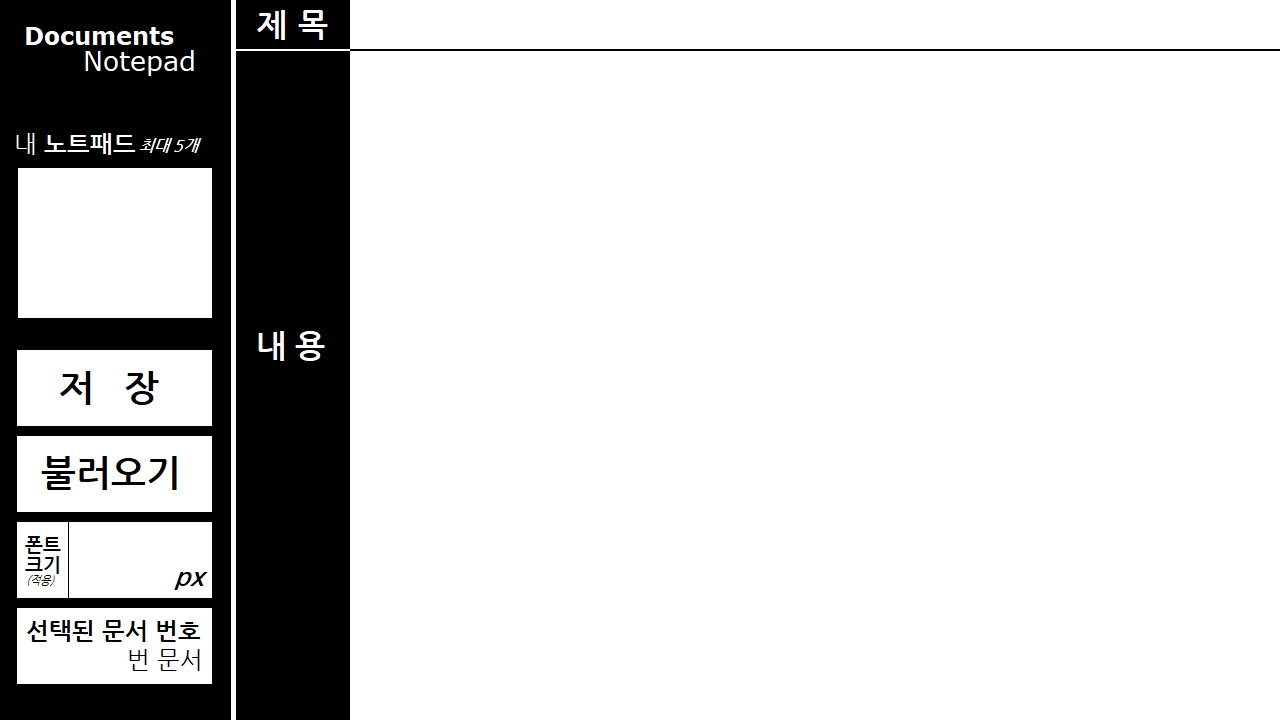 Documents
Notepad
내 노트패드 최대 5개
저 장
불러오기
폰트
크기
(적용)
px
선택된 문서 번호
번 문서
제 목
내 용